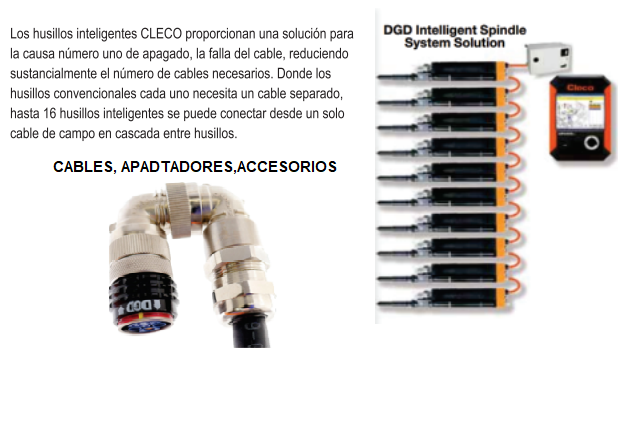 Los husillos inteligentes CLECO proporcionan una solución para
la causa número uno de apagado, la falla del cable, reduciendo
sustancialmente el número de cables necesarios. Donde los
husillos convencionales cada uno necesita un cable separado,
hasta 16 husillos inteligentes se puede conectar desde un solo
cable de campo en cascada entre husillos.
CABLES, APADTADORES,ACCESORIOS
DGD
DGD Intelligent Spindle
System Solution
Cleco